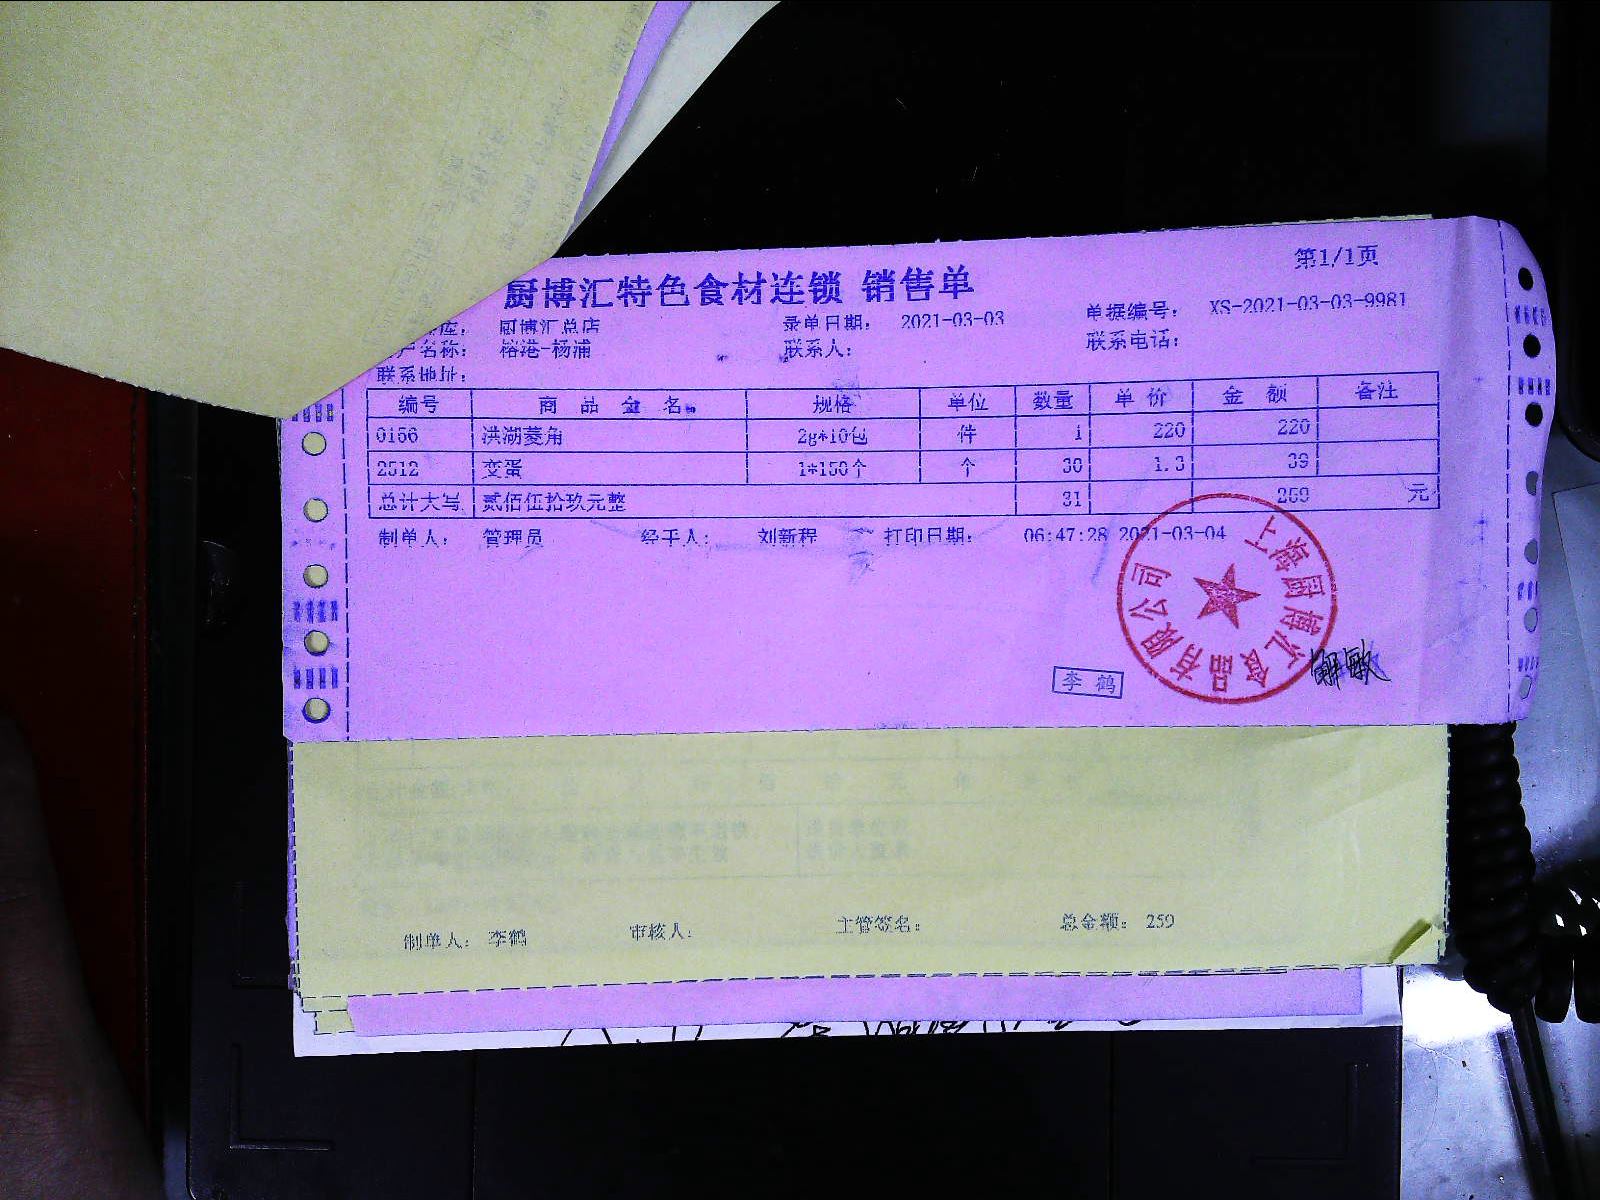 第1/1页
厨博汇特色食材连锁 销售单
库: 厨博汇总店 录单日期: 2021-03-03 单据编号: XS-2021-03-03-9981
户名称: 榕港-杨浦 联系人: 联系电话:
联系地址:
编号 商品全名 规格 单位 数量 单价 金额 备注
0156 洪湖菱角 2g*10包 件 1 220 220
2512 变蛋 1*150个 个 30 1.3 39
总计大写 贰佰伍拾玖元整 31 259 元
制单人: 管理员 经手人: 刘新程 打印日期: 06:47:28 2021-03-04
上海厨博汇食品有限公司
李鹤
制单人: 李鹤 审核人: 主管签名: 总金额: 259